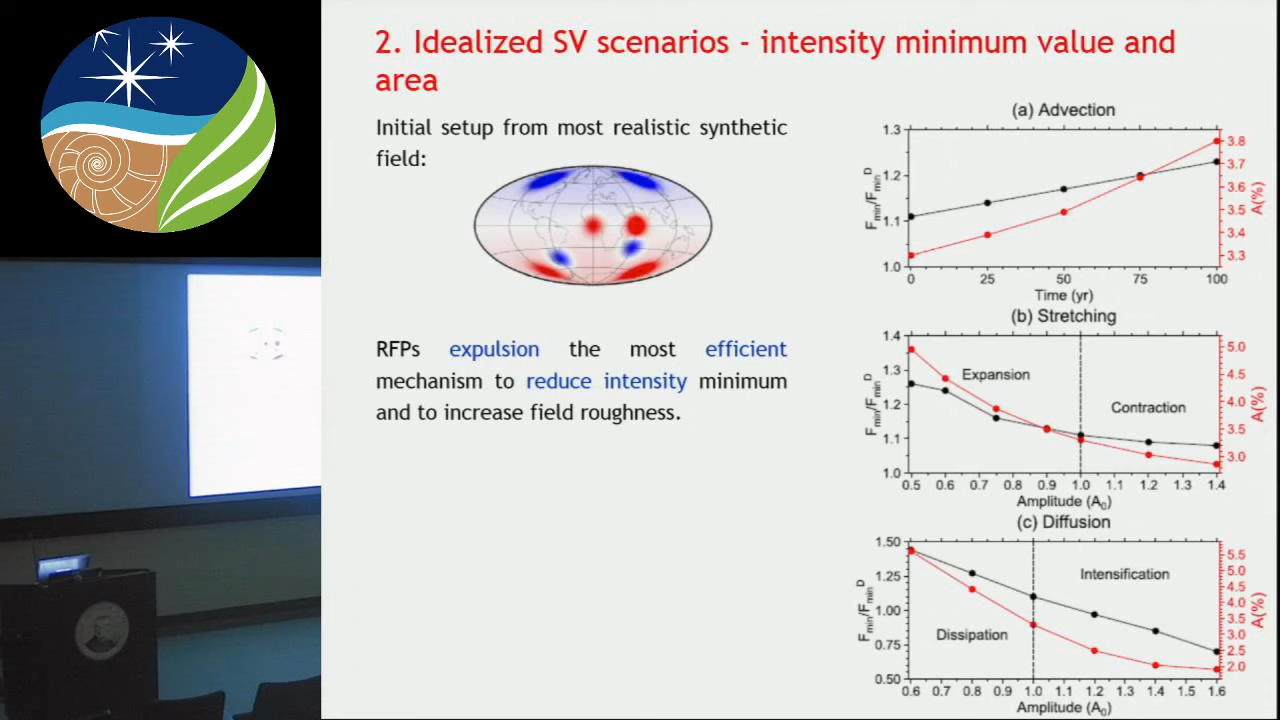 2. Idealized SV scenarios - intensity minimum value and
area
Initial setup from most realistic synthetic
field:
RFPs expulsion the most efficient
mechanism to reduce intensity minimum
and to increase field roughness.
(a) Advection
1.3
1.2
1.1
1.0
F_min/F_min^D
3.8
3.7
3.6
3.5
3.4
3.3
A(%)
0 25 50 75 100
Time (yr)
(b) Stretching
1.4
1.3
1.2
1.1
1.0
F_min/F_min^D
Expansion
Contraction
5.0
4.5
4.0
3.5
3.0
A(%)
0.5 0.6 0.7 0.8 0.9 1.0 1.1 1.2 1.3 1.4
Amplitude (A_0)
(c) Diffusion
1.50
1.25
1.00
0.75
0.50
F_min/F_min^D
Intensification
Dissipation
5.5
5.0
4.5
4.0
3.5
3.0
2.5
2.0
A(%)
0.6 0.7 0.8 0.9 1.0 1.1 1.2 1.3 1.4 1.5 1.6
Amplitude (A_0)